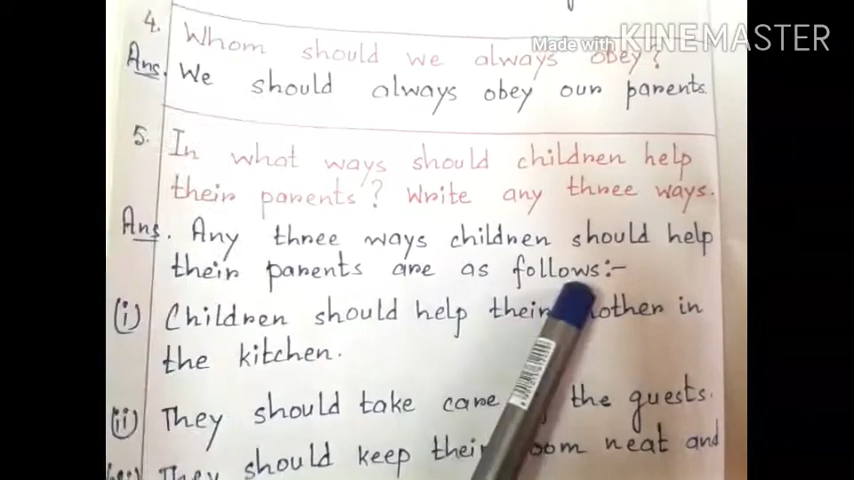 Made with KINEMASTER
4. Whom should we always obey?
Ans. We should always obey our parents.
5. In what ways should children help
their parents? Write any three ways.
Ans. Any three ways children should help
their parents are as follows:-
(i) Children should help their mother in
the kitchen.
(ii) They should take care the guests.
They should keep their room neat and